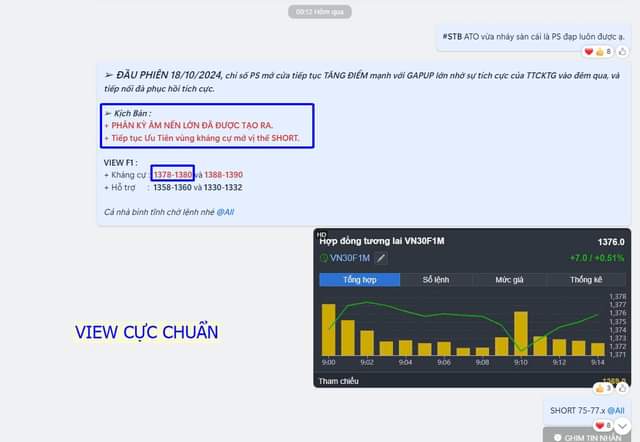 09:12 Hôm qua
#STB ATO vừa nháy sàn cái là PS đạp luôn được ạ.
8
➢ ĐẦU PHIÊN 18/10/2024, chỉ số PS mở cửa tiếp tục TĂNG ĐIỂM mạnh với GAPUP lớn nhờ sự tích cực của TTCKTG vào đêm qua, và
tiếp nối đà phục hồi tích cực.
➢ Kịch Bản :
+ PHÂN KỲ ÂM NẾN LỚN ĐÃ ĐƯỢC TẠO RA.
+ Tiếp tục Ưu Tiên vùng kháng cự mở vị thế SHORT.
VIEW F1 :
+ Kháng cự : 1378-1380 và 1388-1390
+ Hỗ trợ : 1358-1360 và 1330-1332
Cả nhà bình tĩnh chờ lệnh nhé @All
HD
Hợp đồng tương lai VN30F1M 1376.0
VN30F1M +7.0 / +0.51%
Tổng hợp Sổ lệnh Mức giá Thống kê
1,378
1,377
1,376
1,375
1,374
1,373
1,372
1,371
9:00 9:02 9:04 9:06 9:08 9:10 9:12 9:14
Tham chiếu 1369.0
3
VIEW CỰC CHUẨN
SHORT 75-77.x @All
8
GHIM TIN NHẮN